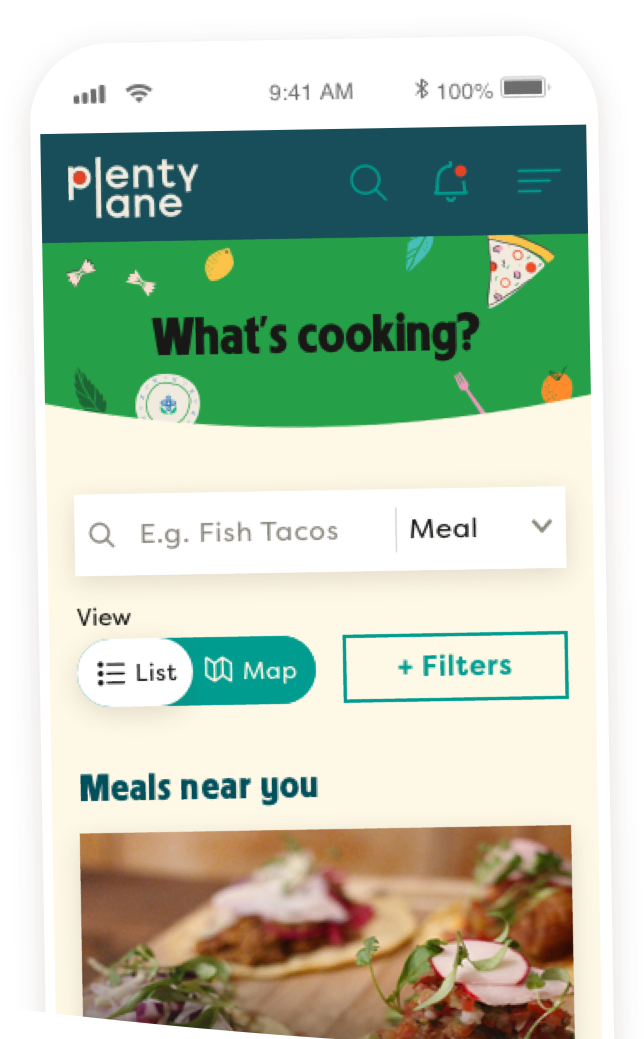 9:41 AM
100%
plenty
lane
What's cooking?
E.g. Fish Tacos
Meal
View
List
Map
+ Filters
Meals near you